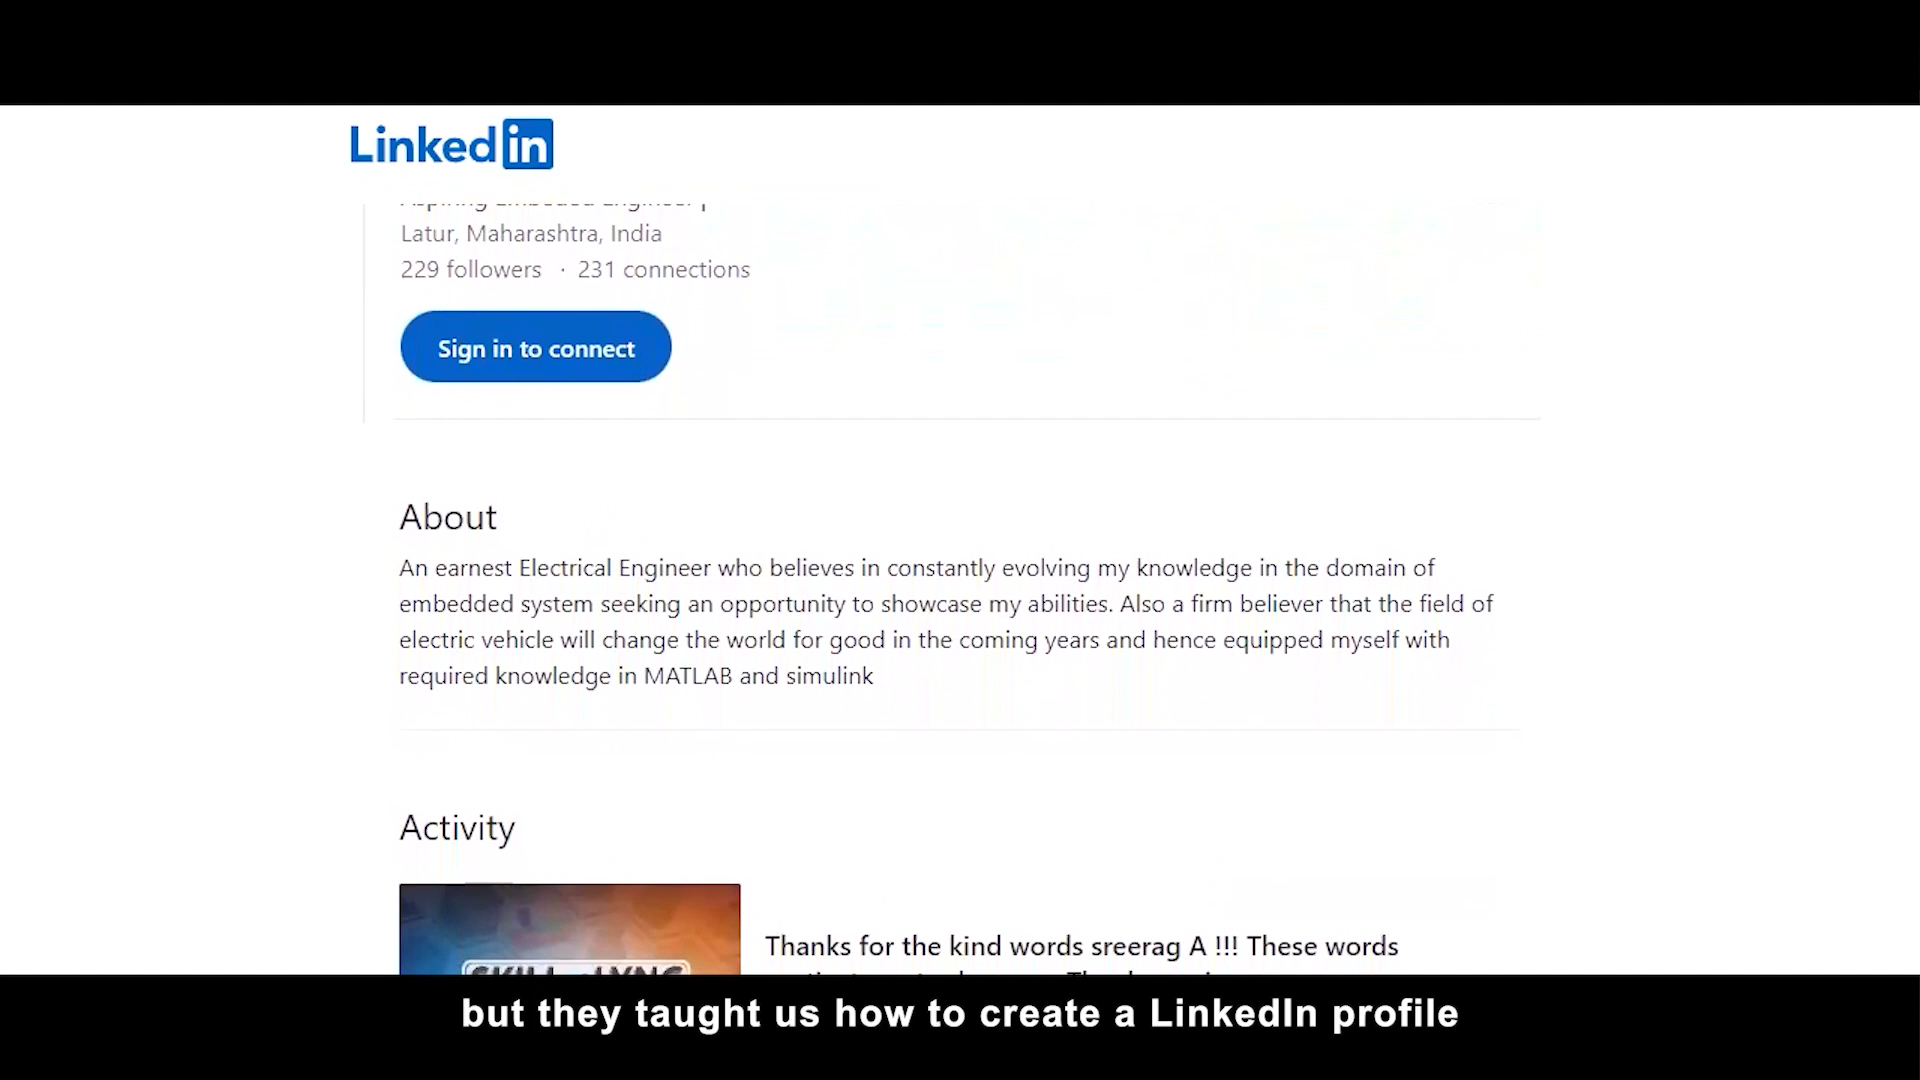 Linkedin
Latur, Maharashtra, India
229 followers · 231 connections
Sign in to connect
About
An earnest Electrical Engineer who believes in constantly evolving my knowledge in the domain of
embedded system seeking an opportunity to showcase my abilities. Also a firm believer that the field of
electric vehicle will change the world for good in the coming years and hence equipped myself with
required knowledge in MATLAB and simulink
Activity
Thanks for the kind words sreerag A !!! These words
but they taught us how to create a LinkedIn profile